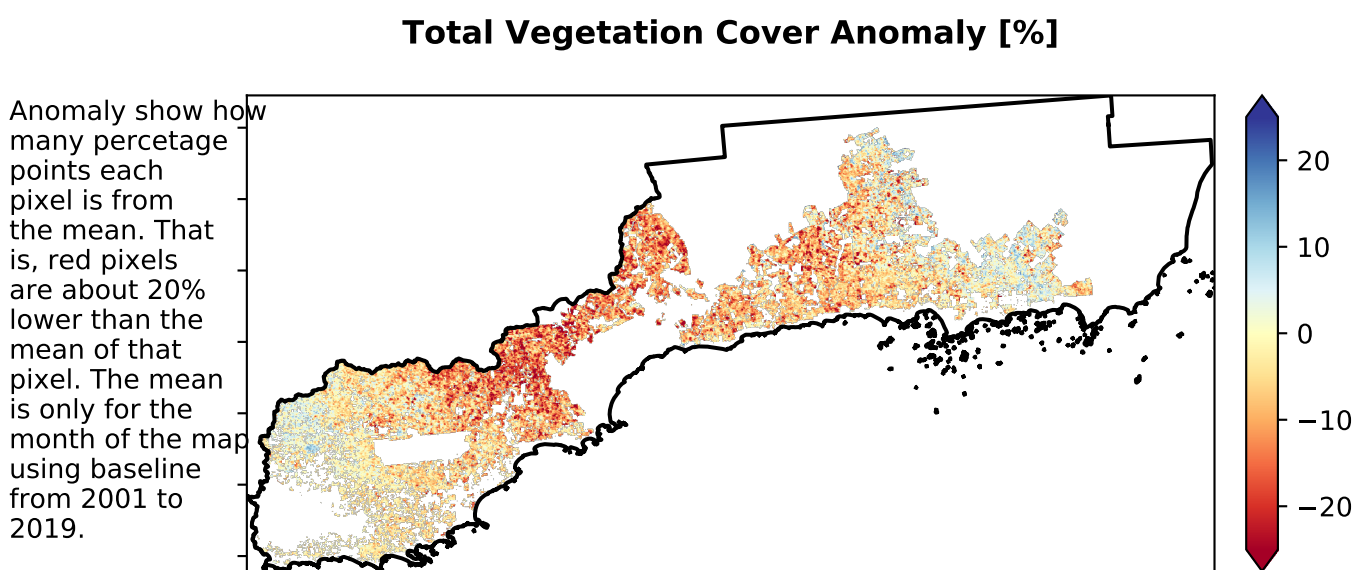 Total Vegetation Cover Anomaly [%]
Anomaly show how
many percetage
points each
pixel is from
the mean. That
is, red pixels
are about 20%
lower than the
mean of that
pixel. The mean
is only for the
month of the map
using baseline
from 2001 to
2019.
20
10
0
−10
−20